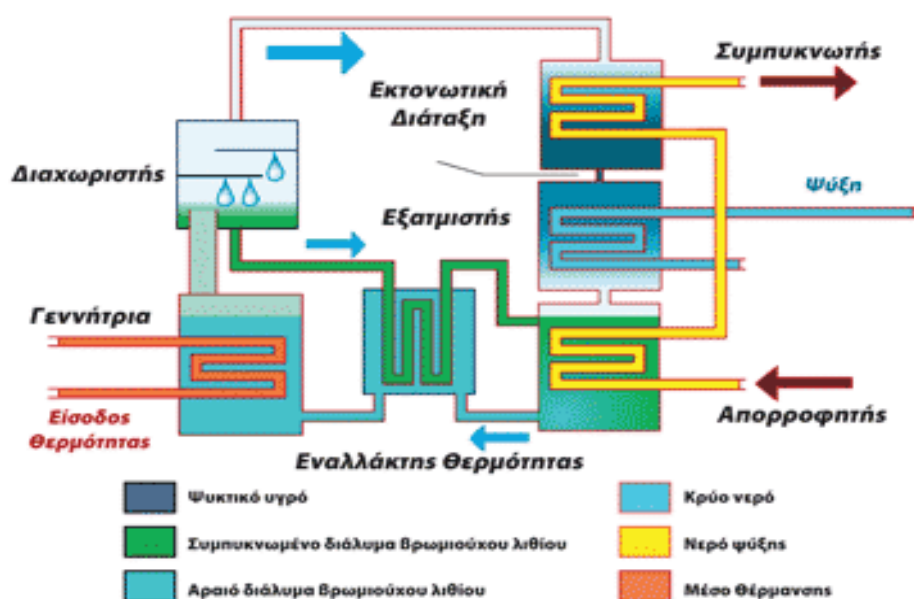 Συμπυκνωτής
Εκτονωτική
Διάταξη
Διαχωριστής
Ψύξη
Εξατμιστής
Γεννήτρια
Είσοδος
Θερμότητας
Απορροφητής
Εναλλάκτης Θερμότητας
Ψυκτικό υγρό
Κρύο νερό
Συμπυκνωμένο διάλυμα βρωμιούχου λιθίου
Νερό ψύξης
Αραιό διάλυμα βρωμιούχου λιθίου
Μέσο θέρμανσης